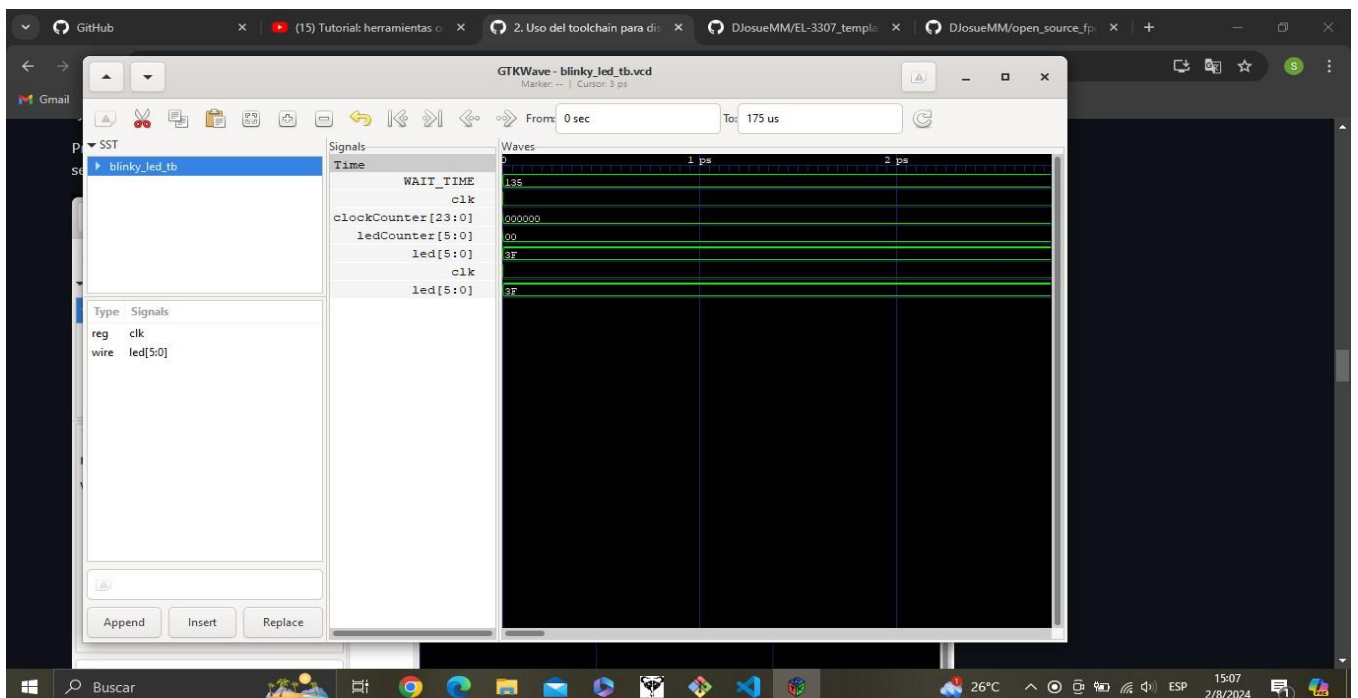 GitHub
(15) Tutorial: herramientas o
2. Uso del toolchain para dis
DJosueMM/EL-3307_templa
DJosueMM/open_source_fp
Gmail
GTKWave - blinky_led_tb.vcd
Marker: -- | Cursor: 3 ps
From: 0 sec
To: 175 us
SST
blinky_led_tb
Type Signals
reg clk
wire led[5:0]
Append Insert Replace
Signals
Time
WAIT_TIME
clk
clockCounter[23:0]
ledCounter[5:0]
led[5:0]
clk
led[5:0]
Waves
0 1 ps 2 ps
135
000000
00
3F
3F
Buscar
26°C
ESP
15:07
2/8/2024